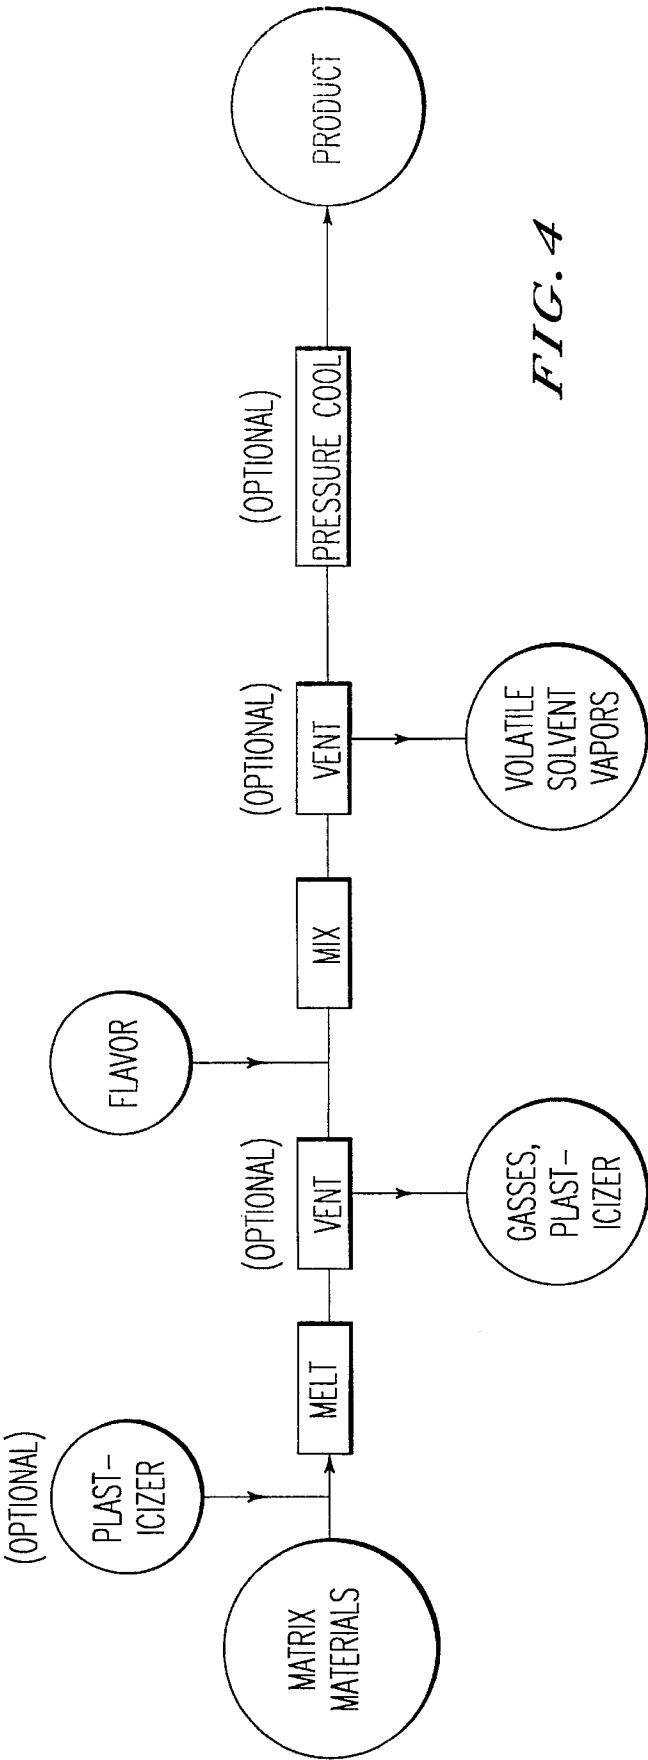 (OPTIONAL)
PLAST-
ICIZER
MATRIX
MATERIALS
MELT
(OPTIONAL)
VENT
GASSES,
PLAST-
ICIZER
FLAVOR
MIX
(OPTIONAL)
VENT
VOLATILE
SOLVENT
VAPORS
(OPTIONAL)
PRESSURE COOL
PRODUCT
FIG. 4